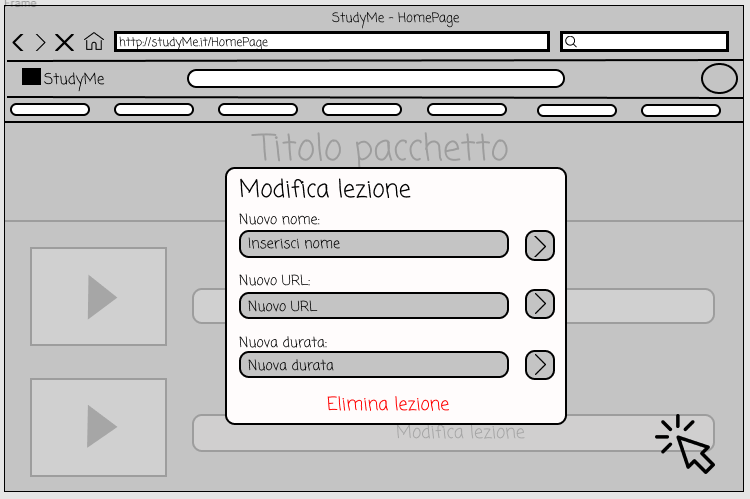 Frame
StudyMe - HomePage
http://studyMe.it/HomePage
StudyMe
Titolo pacchetto
Modifica lezione
Nuovo nome:
Inserisci nome
Nuovo URL:
Nuovo URL
Nuova durata:
Nuova durata
Elimina lezione
Modifica lezione